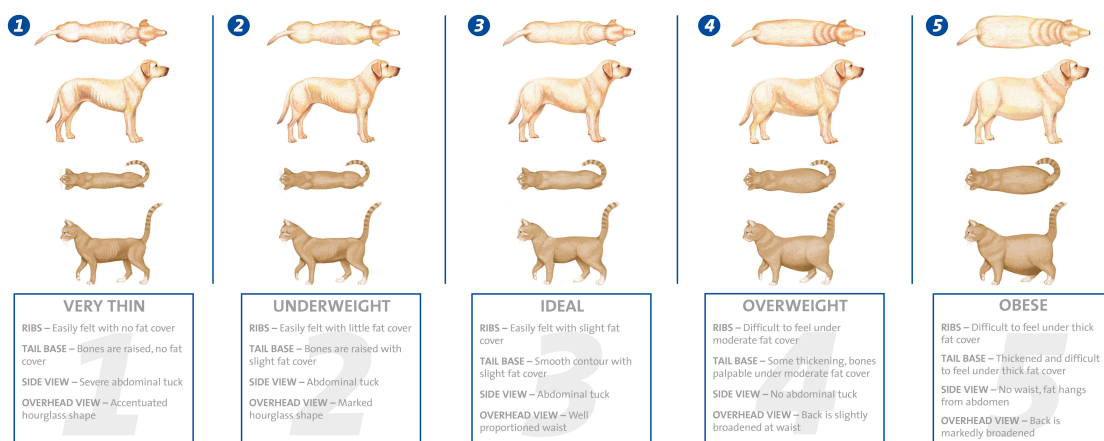 1
2
3
4
5
VERY THIN
RIBS – Easily felt with no fat cover
TAIL BASE – Bones are raised, no fat
cover
SIDE VIEW – Severe abdominal tuck
OVERHEAD VIEW – Accentuated
hourglass shape
1
UNDERWEIGHT
RIBS – Easily felt with little fat cover
TAIL BASE – Bones are raised with
slight fat cover
SIDE VIEW – Abdominal tuck
OVERHEAD VIEW – Marked
hourglass shape
2
IDEAL
RIBS – Easily felt with slight fat
cover
TAIL BASE – Smooth contour with
slight fat cover
SIDE VIEW – Abdominal tuck
OVERHEAD VIEW – Well
proportioned waist
3
OVERWEIGHT
RIBS – Difficult to feel under
moderate fat cover
TAIL BASE – Some thickening, bones
palpable under moderate fat cover
SIDE VIEW – No abdominal tuck
OVERHEAD VIEW – Back is slightly
broadened at waist
4
OBESE
RIBS – Difficult to feel under thick
fat cover
TAIL BASE – Thickened and difficult
to feel under thick fat cover
SIDE VIEW – No waist, fat hangs
from abdomen
OVERHEAD VIEW – Back is
markedly broadened
5